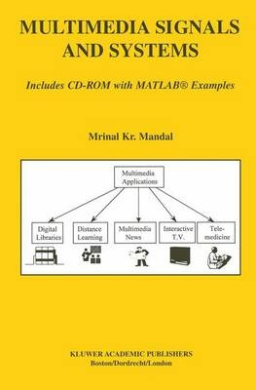 MULTIMEDIA SIGNALS
AND SYSTEMS
Includes CD-ROM with MATLAB® Examples
Mrinal Kr. Mandal
Multimedia
Applications
Digital
Libraries
Distance
Learning
Multimedia
News
Interactive
T.V.
Tele-
medicine
KLUWER ACADEMIC PUBLISHERS
Boston/Dordrecht/London